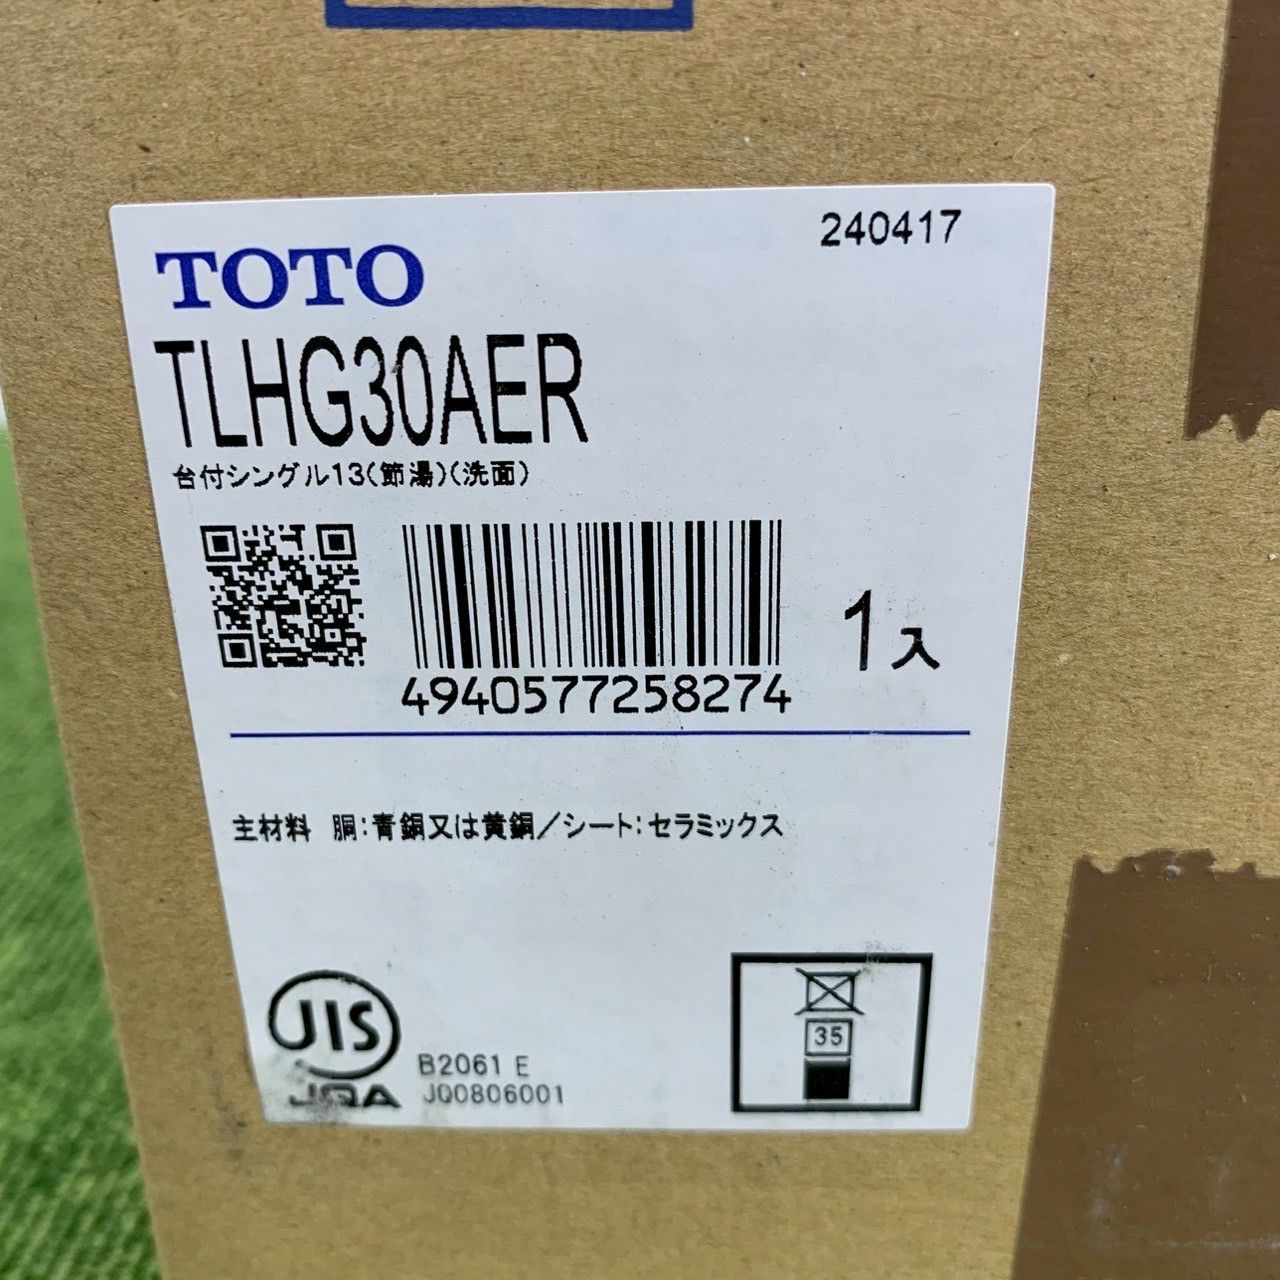 240417
TOTO
TLHG30AER
台付シングル13(節湯)(洗面)
1入
4940577258274
主材料 胴:青銅又は黄銅/シート:セラミックス
JIS
JQA
B2061 E
JQ0806001
35